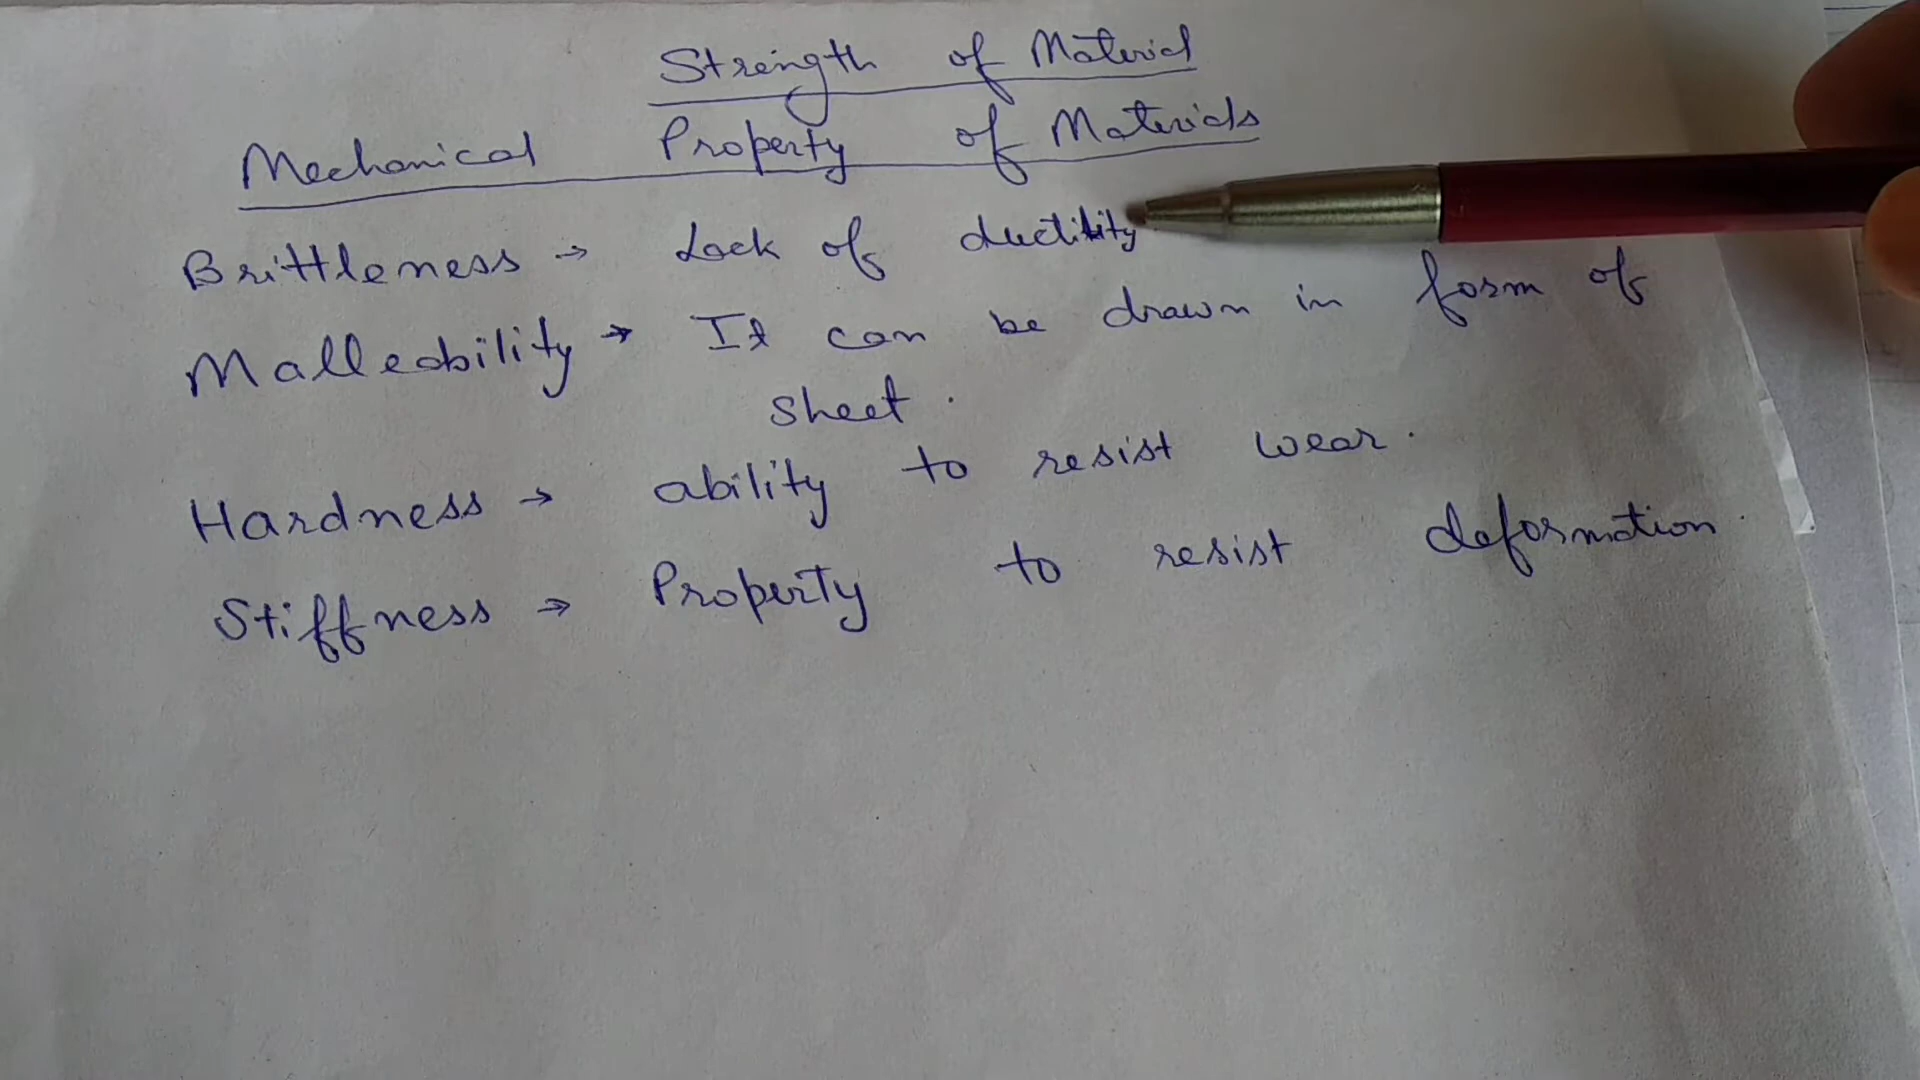 Strength of Material
Mechanical Property of Materials
Brittleness → Lack of ductility
Malleability → It can be drawn in form of
sheet.
Hardness → ability to resist wear.
Stiffness → Property to resist deformation.